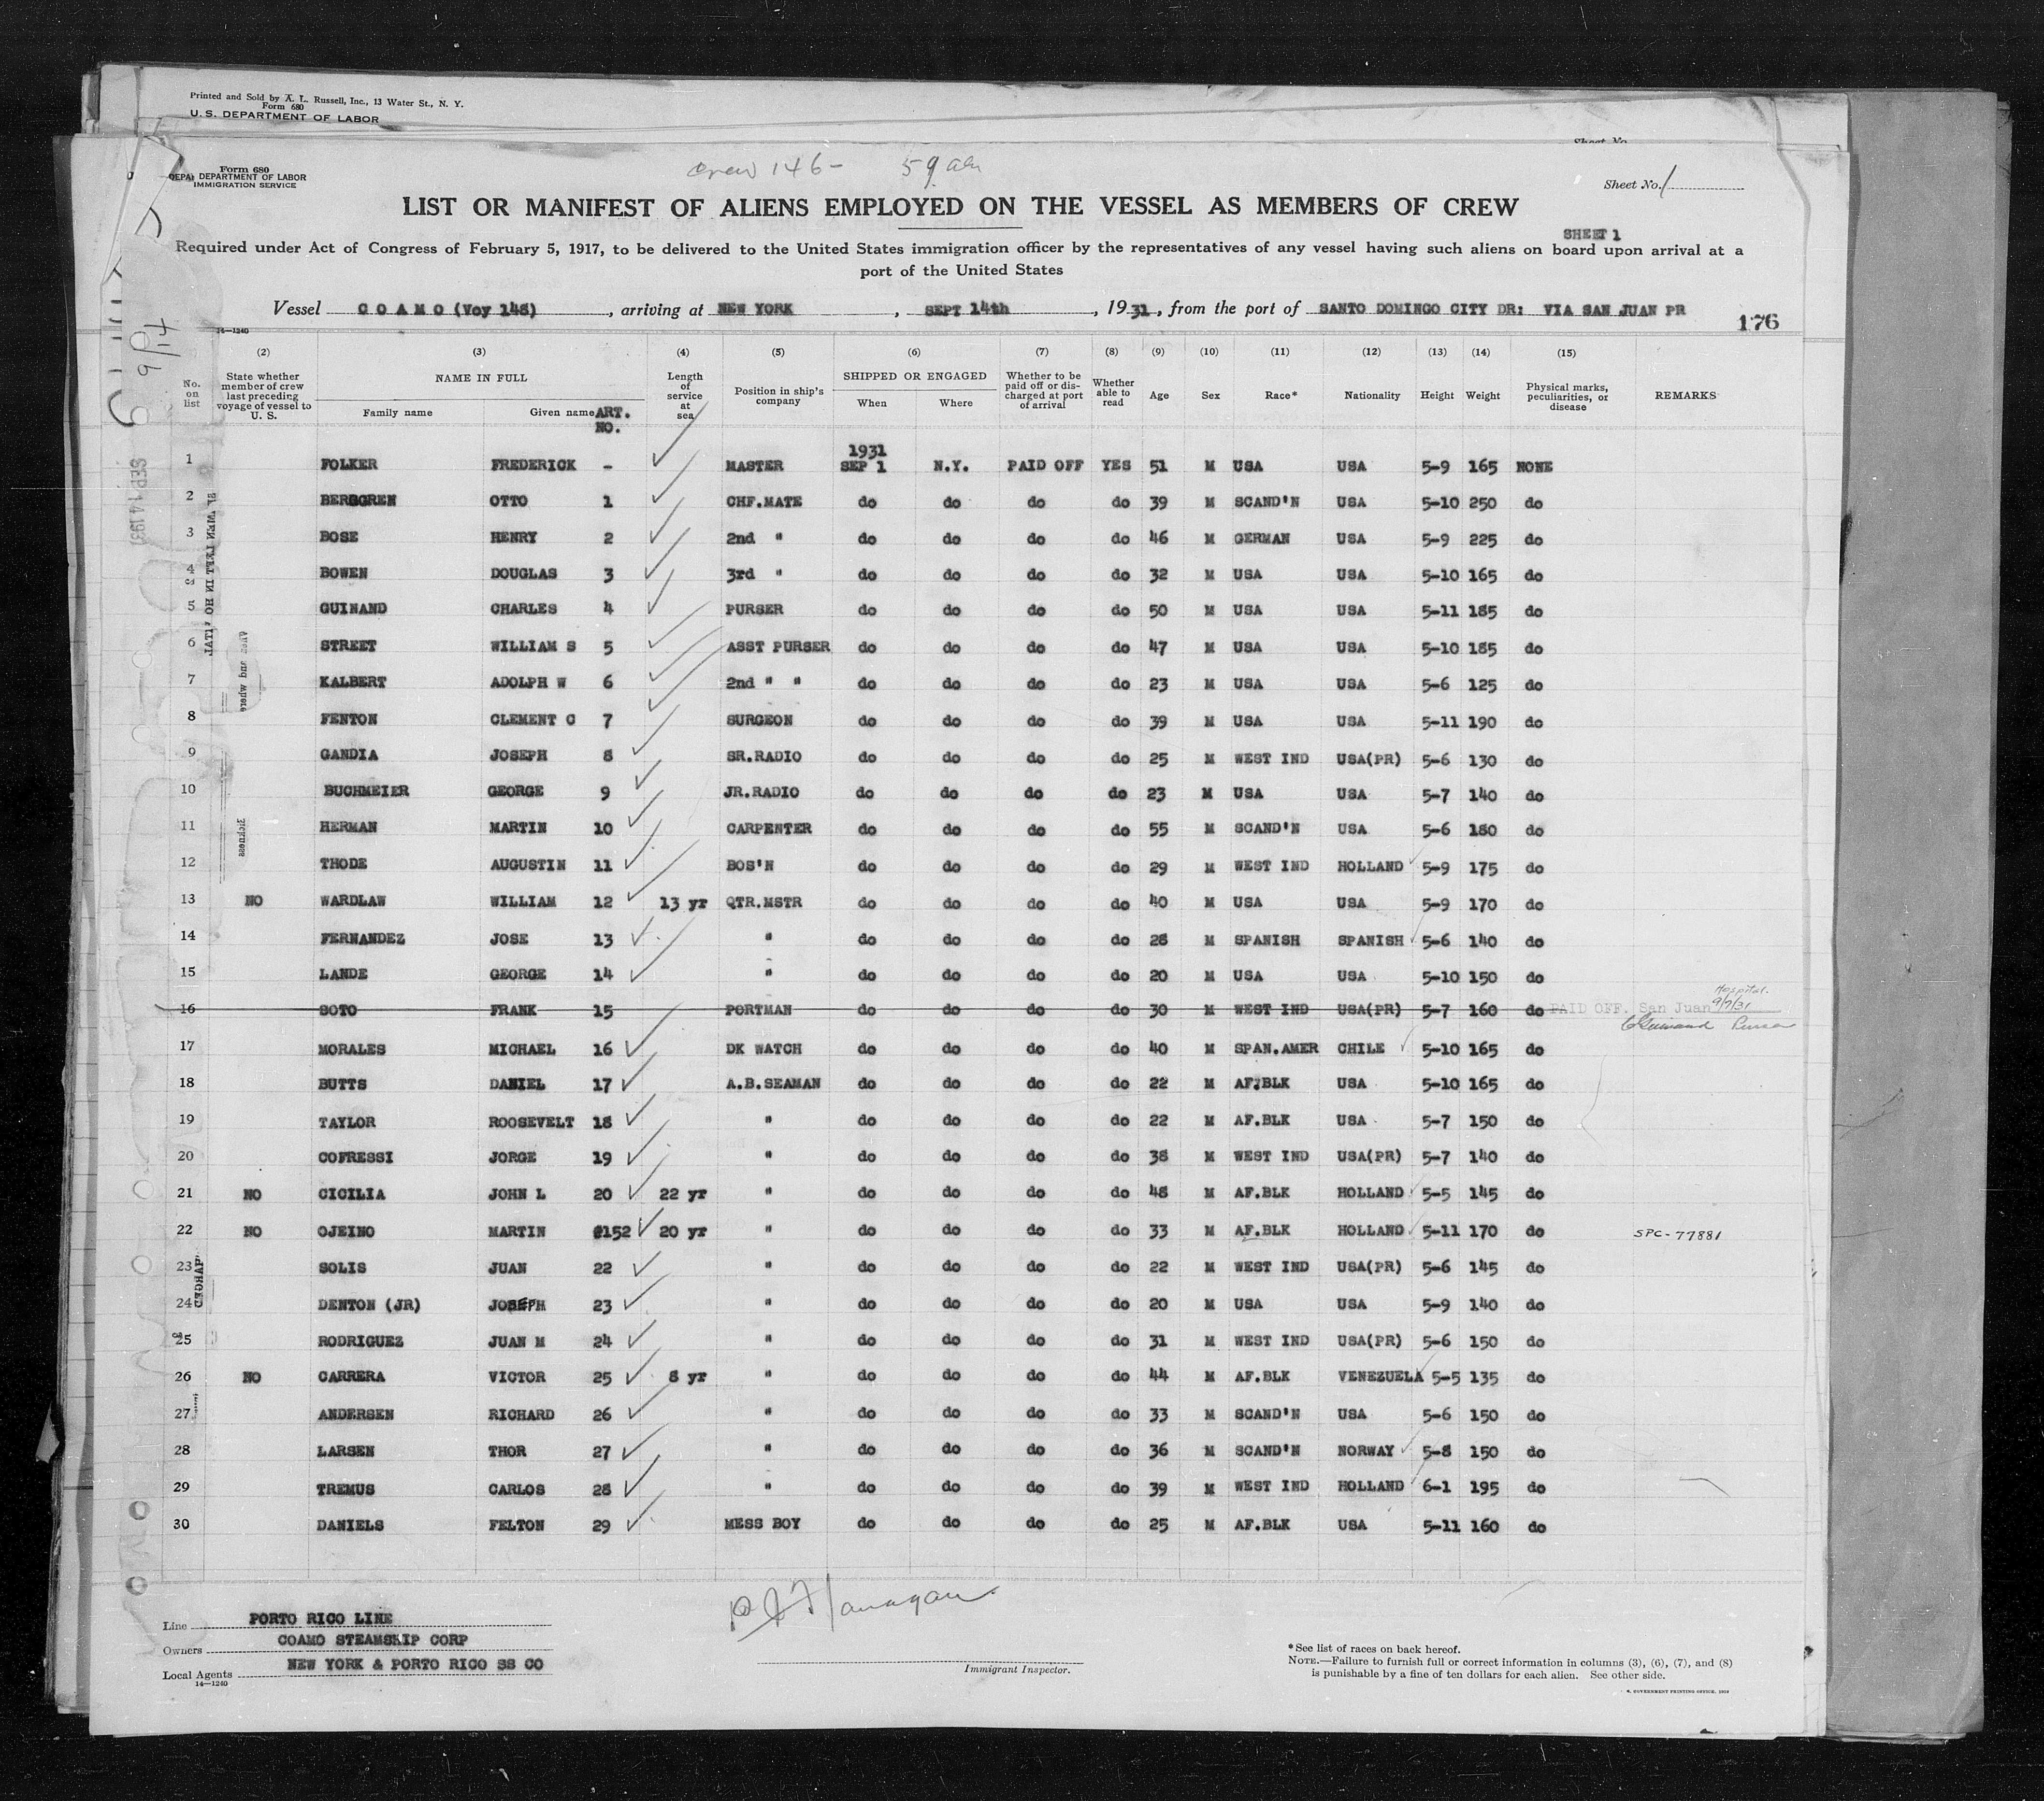 Printed and Sold by A. L. Russell, Inc., 13 Water St., N. Y.
Form 680
U. S. DEPARTMENT OF LABOR
Sheet No.
crew 146- 59 aln
Form 680
DEPARTMENT OF LABOR
IMMIGRATION SERVICE
Sheet No. 1
LIST OR MANIFEST OF ALIENS EMPLOYED ON THE VESSEL AS MEMBERS OF CREW
SHEET 1
Required under Act of Congress of February 5, 1917, to be delivered to the United States immigration officer by the representatives of any vessel having such aliens on board upon arrival at a
port of the United States
Vessel COAMO (Voy 148), arriving at NEW YORK, SEPT 14th, 1931, from the port of SANTO DOMINGO CITY DR: VIA SAN JUAN PR
176
14—1240
(2) (3) (4) (5) (6) (7) (8) (9) (10) (11) (12) (13) (14) (15)
No. on list
State whether member of crew last preceding voyage of vessel to U. S.
NAME IN FULL
Family name
Given name
ART. NO.
Length of service at sea
Position in ship's company
SHIPPED OR ENGAGED
When
Where
Whether to be paid off or discharged at port of arrival
Whether able to read
Age
Sex
Race*
Nationality
Height
Weight
Physical marks, peculiarities, or disease
REMARKS
1931
1 FOLKER FREDERICK - MASTER SEP 1 N.Y. PAID OFF YES 51 M USA USA 5-9 165 NONE
2 BERGGREN OTTO 1 CHF.MATE do do do do 39 M SCAND'N USA 5-10 250 do
3 BOSE HENRY 2 2nd " do do do do 46 M GERMAN USA 5-9 225 do
4 BOWEN DOUGLAS 3 3rd " do do do do 32 M USA USA 5-10 165 do
5 GUINAND CHARLES 4 PURSER do do do do 50 M USA USA 5-11 185 do
6 STREET WILLIAM S 5 ASST PURSER do do do do 47 M USA USA 5-10 185 do
7 KALBERT ADOLPH W 6 2nd " " do do do do 23 M USA USA 5-6 125 do
8 FENTON CLEMENT C 7 SURGEON do do do do 39 M USA USA 5-11 190 do
9 GANDIA JOSEPH 8 SR.RADIO do do do do 25 M WEST IND USA(PR) 5-6 130 do
10 BUCHMEIER GEORGE 9 JR.RADIO do do do do 23 M USA USA 5-7 140 do
11 HERMAN MARTIN 10 CARPENTER do do do do 55 M SCAND'N USA 5-6 180 do
12 THODE AUGUSTIN 11 BOS'N do do do do 29 M WEST IND HOLLAND 5-9 175 do
13 NO WARDLAW WILLIAM 12 13 yr QTR.MSTR do do do do 40 M USA USA 5-9 170 do
14 FERNANDEZ JOSE 13 " do do do do 28 M SPANISH SPANISH 5-6 140 do
15 LANDE GEORGE 14 " do do do do 20 M USA USA 5-10 150 do
16 SOTO FRANK 15 PORTMAN do do do do 30 M WEST IND USA(PR) 5-7 160 do PAID OFF. San Juan Hospital. 9/7/31
CGuinand Purser
17 MORALES MICHAEL 16 DK WATCH do do do do 40 M SPAN.AMER CHILE 5-10 165 do
18 BUTTS DANIEL 17 A.B.SEAMAN do do do do 22 M AF.BLK USA 5-10 165 do
19 TAYLOR ROOSEVELT 18 " do do do do 22 M AF.BLK USA 5-7 150 do
20 COFRESSI JORGE 19 " do do do do 38 M WEST IND USA(PR) 5-7 140 do
21 NO CICILIA JOHN L 20 22 yr " do do do do 48 M AF.BLK HOLLAND 5-5 145 do
22 NO OJEINO MARTIN @152 20 yr " do do do do 33 M AF.BLK HOLLAND 5-11 170 do SPC-77881
23 SOLIS JUAN 22 " do do do do 22 M WEST IND USA(PR) 5-6 145 do
24 DENTON (JR) JOSEPH 23 " do do do do 20 M USA USA 5-9 140 do
25 RODRIGUEZ JUAN M 24 " do do do do 31 M WEST IND USA(PR) 5-6 150 do
26 NO CARRERA VICTOR 25 8 yr " do do do do 44 M AF.BLK VENEZUELA 5-5 135 do
27 ANDERSEN RICHARD 26 " do do do do 33 M SCAND'N USA 5-6 150 do
28 LARSEN THOR 27 " do do do do 36 M SCAND'N NORWAY 5-8 150 do
29 TREMUS CARLOS 28 " do do do do 39 M WEST IND HOLLAND 6-1 195 do
30 DANIELS FELTON 29 MESS BOY do do do do 25 M AF.BLK USA 5-11 160 do
SEP 14 1931
Line PORTO RICO LINE
Owners COAMO STEAMSHIP CORP
Local Agents NEW YORK & PORTO RICO SS CO
14—1240
Flanagan
Immigrant Inspector.
*See list of races on back hereof.
NOTE.—Failure to furnish full or correct information in columns (3), (6), (7), and (8)
is punishable by a fine of ten dollars for each alien. See other side.
GOVERNMENT PRINTING OFFICE